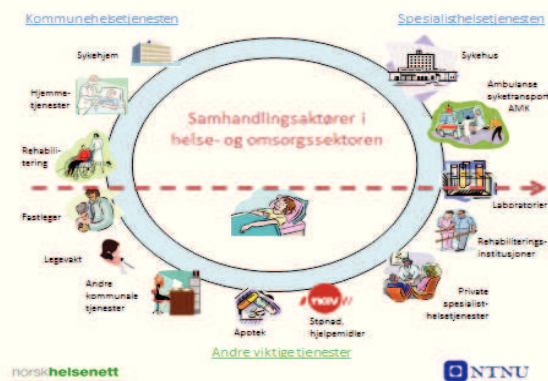 Kommunehelsetjenesten
Spesialisthelsetjenesten
Sykehjem
Sykehus
Hjemme-
tjenester
Ambulanse
syketransport
AMK
Samhandlingsaktører i
helse- og omsorgssektoren
Rehabili-
tering
Laboratorier
Fastleger
Rehabiliterings-
institusjoner
Legevakt
Andre
kommunale
tjenester
Private
spesialist-
helsetjenester
Apotek
NAV
Stønad,
hjelpemidler
Andre viktige tjenester
norskhelsenett
NTNU